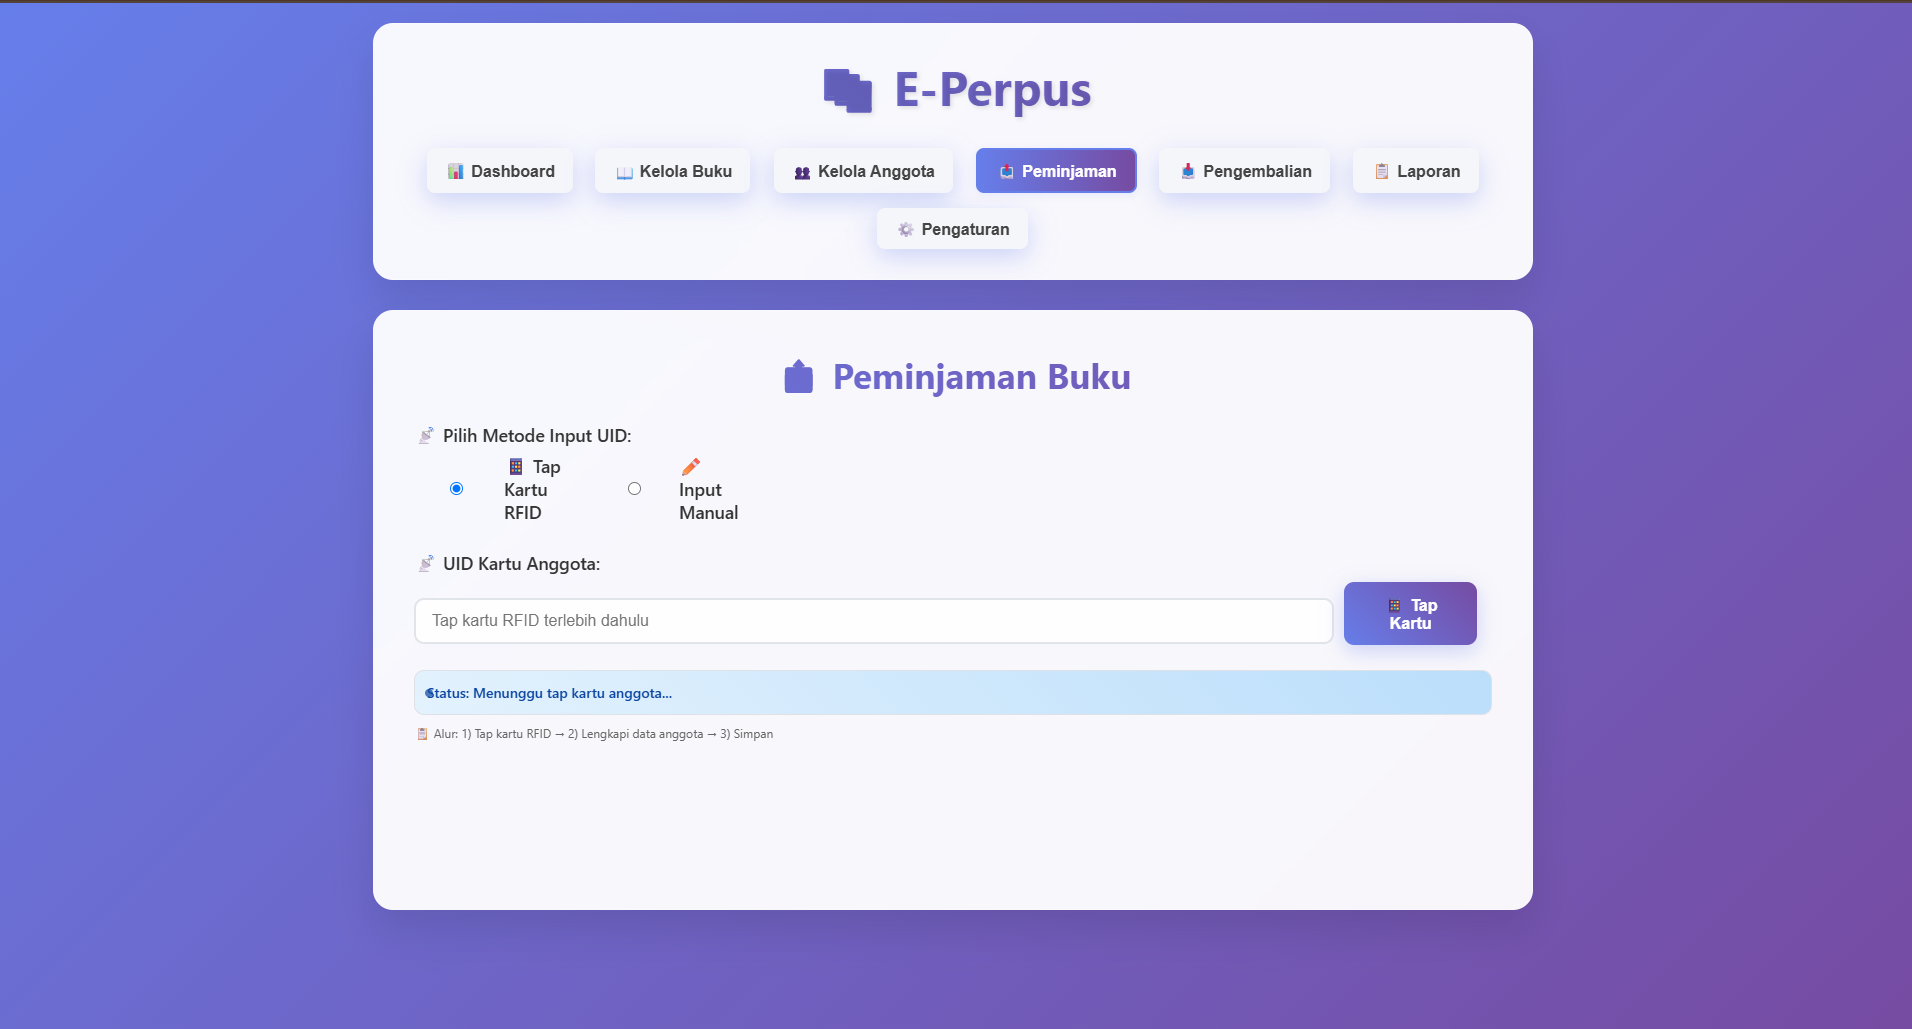 E-Perpus
Dashboard
Kelola Buku
Kelola Anggota
Peminjaman
Pengembalian
Laporan
Pengaturan
Peminjaman Buku
Pilih Metode Input UID:
Tap
Kartu
RFID
Input
Manual
UID Kartu Anggota:
Tap kartu RFID terlebih dahulu
Tap
Kartu
Status: Menunggu tap kartu anggota...
Alur: 1) Tap kartu RFID → 2) Lengkapi data anggota → 3) Simpan